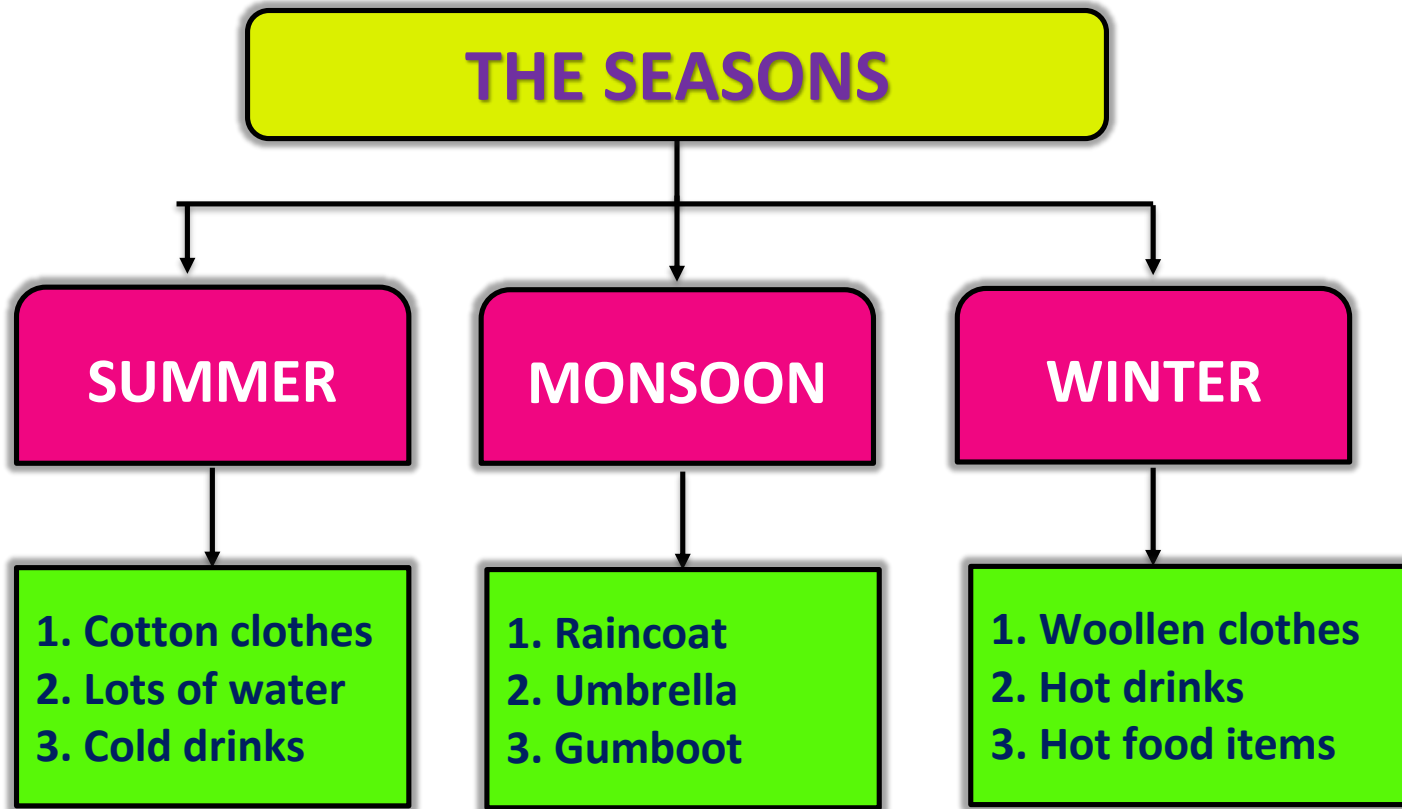 THE SEASONS
SUMMER
MONSOON
WINTER
1. Cotton clothes
2. Lots of water
3. Cold drinks
1. Raincoat
2. Umbrella
3. Gumboot
1. Woollen clothes
2. Hot drinks
3. Hot food items